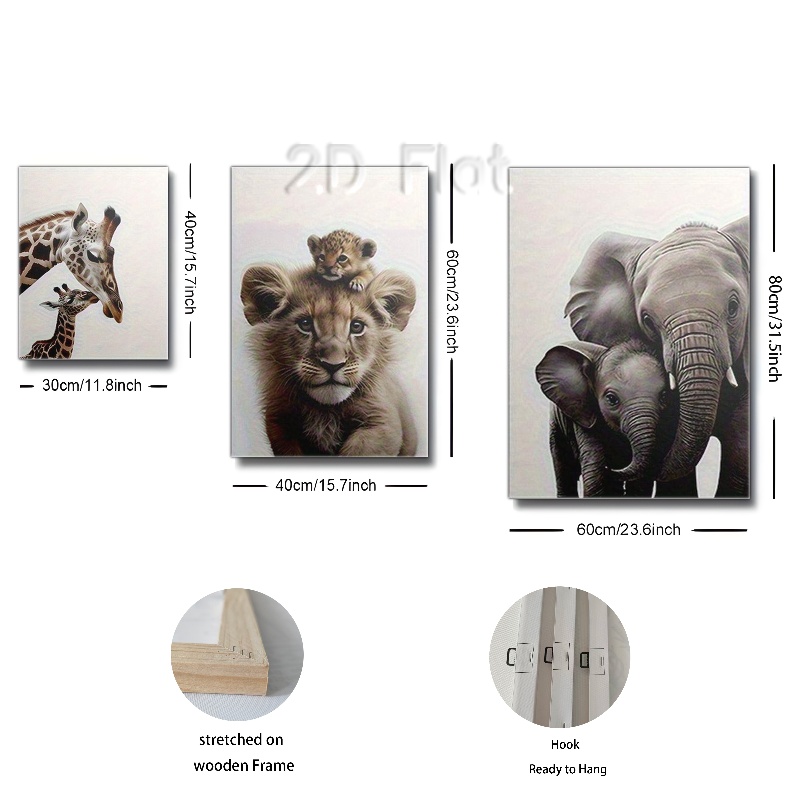 2.D Flat.
40cm/15.7inch
60cm/23.6inch
80cm/31.5inch
30cm/11.8inch
40cm/15.7inch
60cm/23.6inch
stretched on
wooden Frame
Hook
Ready to Hang